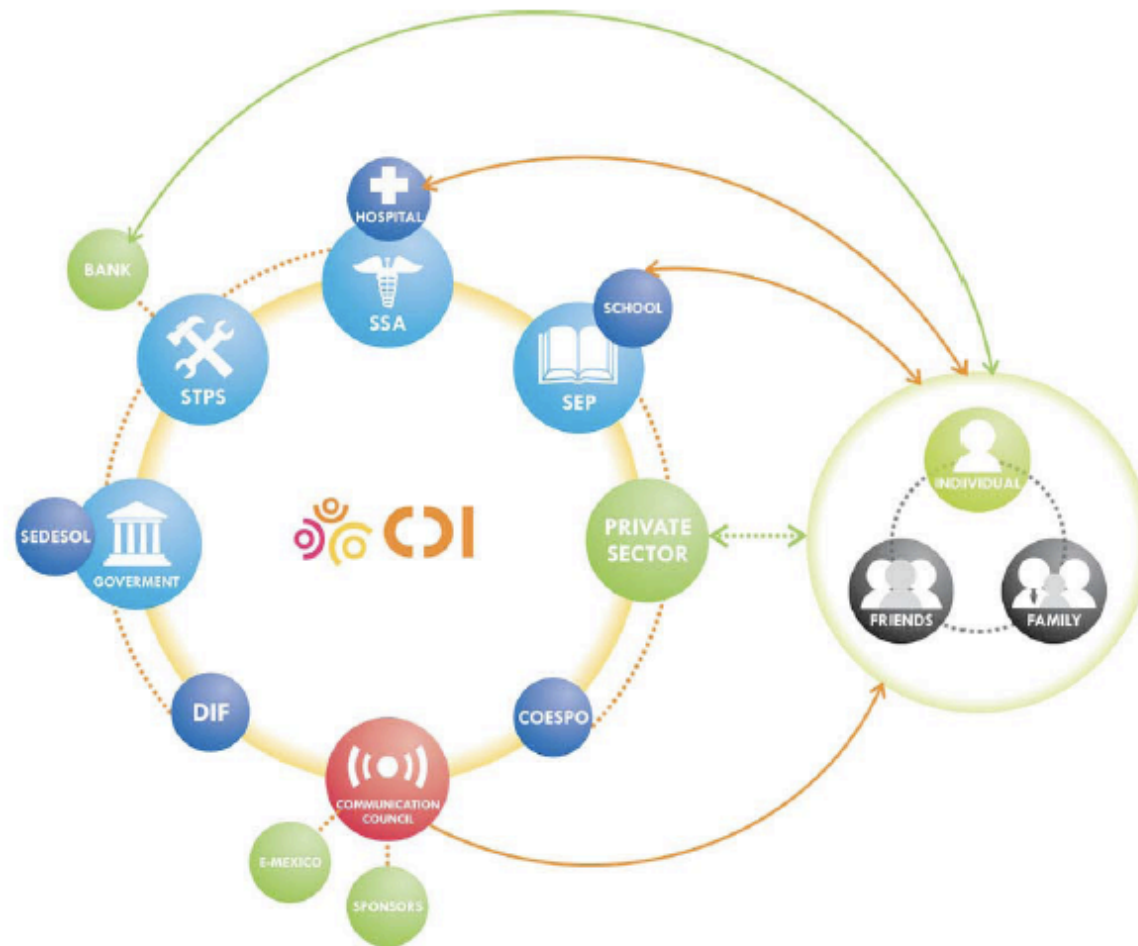 HOSPITAL
BANK
SSA
SCHOOL
STPS
SEP
INDIVIDUAL
SEDESOL
GOVERMENT
CDI
PRIVATE
SECTOR
FRIENDS
FAMILY
DIF
COESPO
COMMUNICATION
COUNCIL
E-MEXICO
SPONSORS